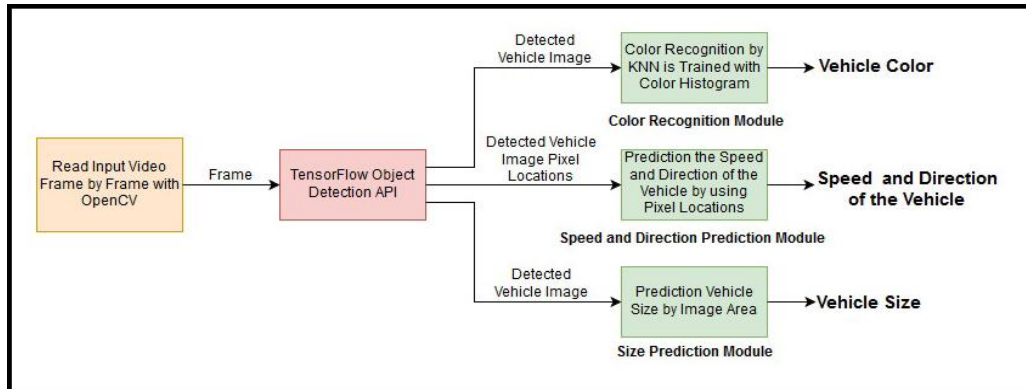 Read Input Video
Frame by Frame with
OpenCV
Frame
TensorFlow Object
Detection API
Detected
Vehicle Image
Color Recognition by
KNN is Trained with
Color Histogram
Color Recognition Module
Vehicle Color
Detected Vehicle
Image Pixel
Locations
Prediction the Speed
and Direction of the
Vehicle by using
Pixel Locations
Speed and Direction Prediction Module
Speed and Direction
of the Vehicle
Detected
Vehicle Image
Prediction Vehicle
Size by Image Area
Size Prediction Module
Vehicle Size